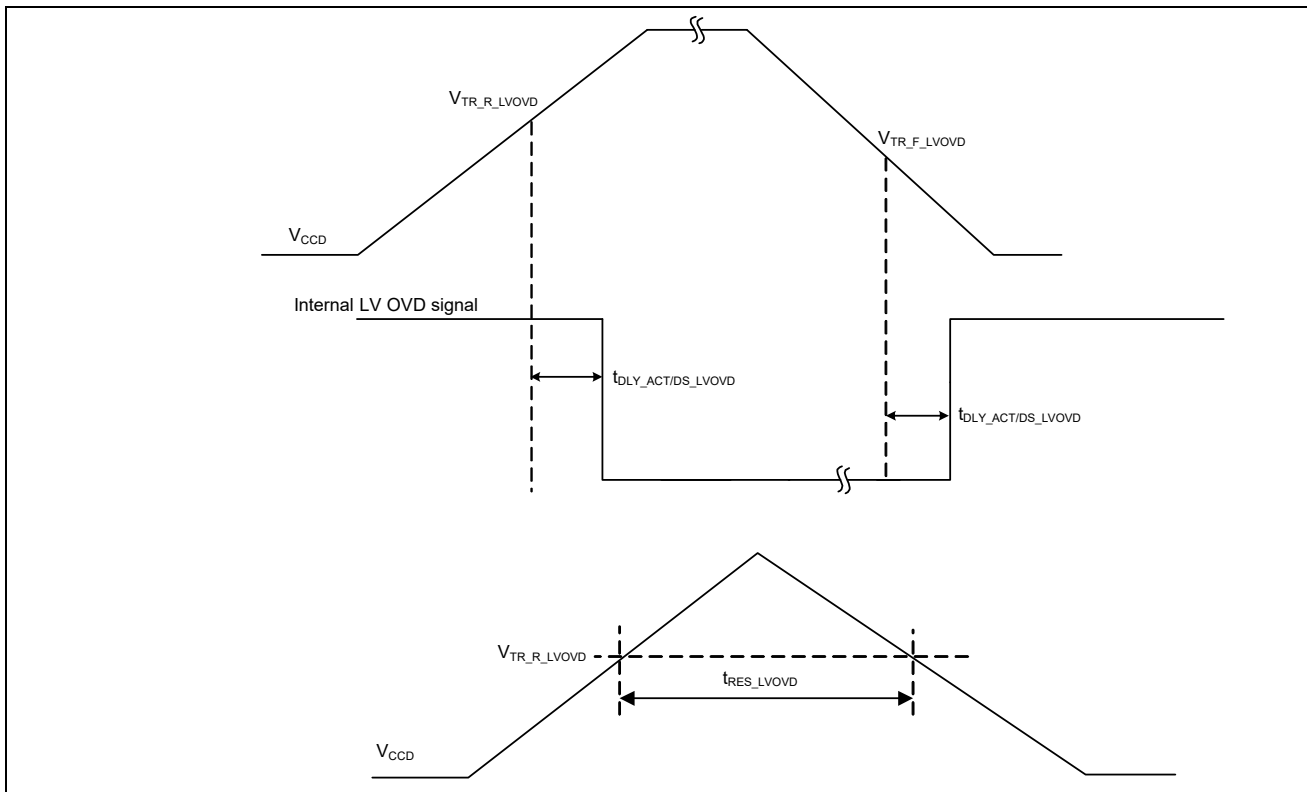 V_TR_R_LVOVD
V_TR_F_LVOVD
V_CCD
Internal LV OVD signal
t_DLY_ACT/DS_LVOVD
t_DLY_ACT/DS_LVOVD
V_TR_R_LVOVD
t_RES_LVOVD
V_CCD